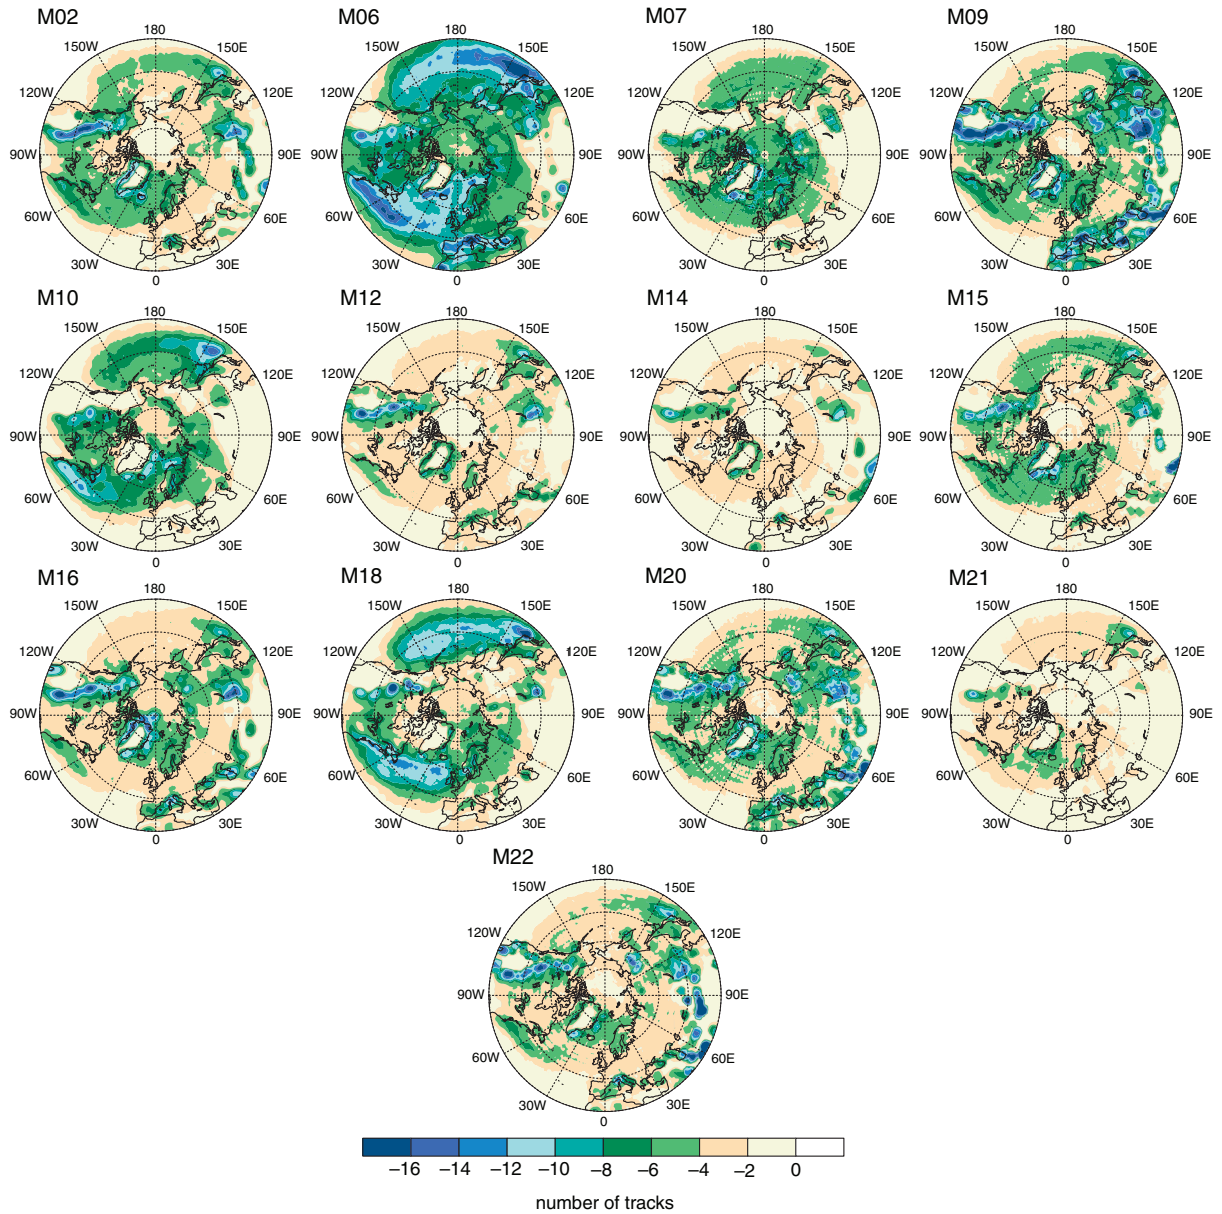 M02 M06 M07 M09
180 180 180 180
150W 150E 150W 150E 150W 150E 150W 150E
120W 120E 120W 120E 120W 120E 120W 120E
90W 90E 90W 90E 90W 90E 90W 90E
60W 60E 60W 60E 60W 60E 60W 60E
30W 30E 30W 30E 30W 30E 30W 30E
0 0 0 0
M10 M12 M14 M15
180 180 180 180
150W 150E 150W 150E 150W 150E 150W 150E
120W 120E 120W 120E 120W 120E 120W 120E
90W 90E 90W 90E 90W 90E 90W 90E
60W 60E 60W 60E 60W 60E 60W 60E
30W 30E 30W 30E 30W 30E 30W 30E
0 0 0 0
M16 M18 M20 M21
180 180 180 180
150W 150E 150W 150E 150W 150E 150W 150E
120W 120E 120W 120E 120W 120E 120W 120E
90W 90E 90W 90E 90W 90E 90W 90E
60W 60E 60W 60E 60W 60E 60W 60E
30W 30E 30W 30E 30W 30E 30W 30E
0 0 0 0
M22
180
150W 150E
120W 120E
90W 90E
60W 60E
30W 30E
0
−16 −14 −12 −10 −8 −6 −4 −2 0
number of tracks